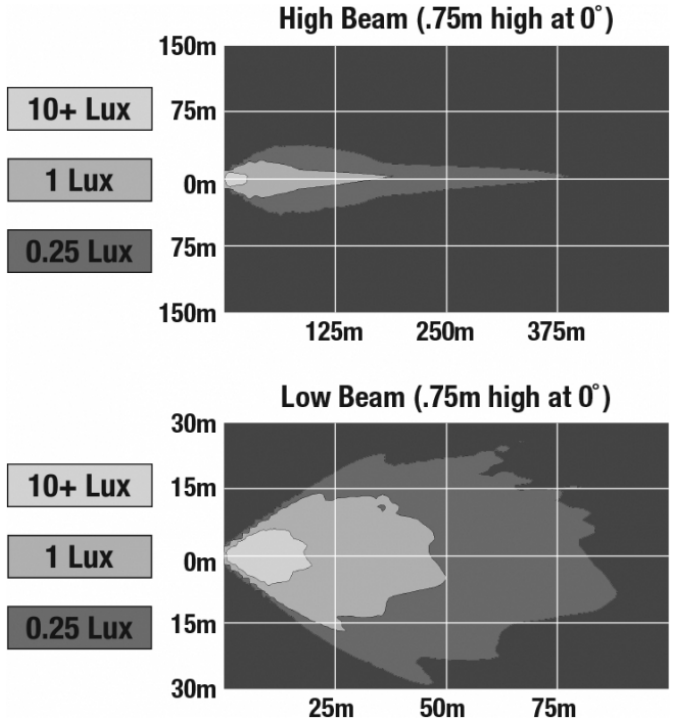 High Beam (.75m high at 0°)
150m
10+ Lux
75m
1 Lux
0m
0.25 Lux
75m
150m
125m 250m 375m
Low Beam (.75m high at 0°)
30m
10+ Lux
15m
1 Lux
0m
0.25 Lux
15m
30m
25m 50m 75m